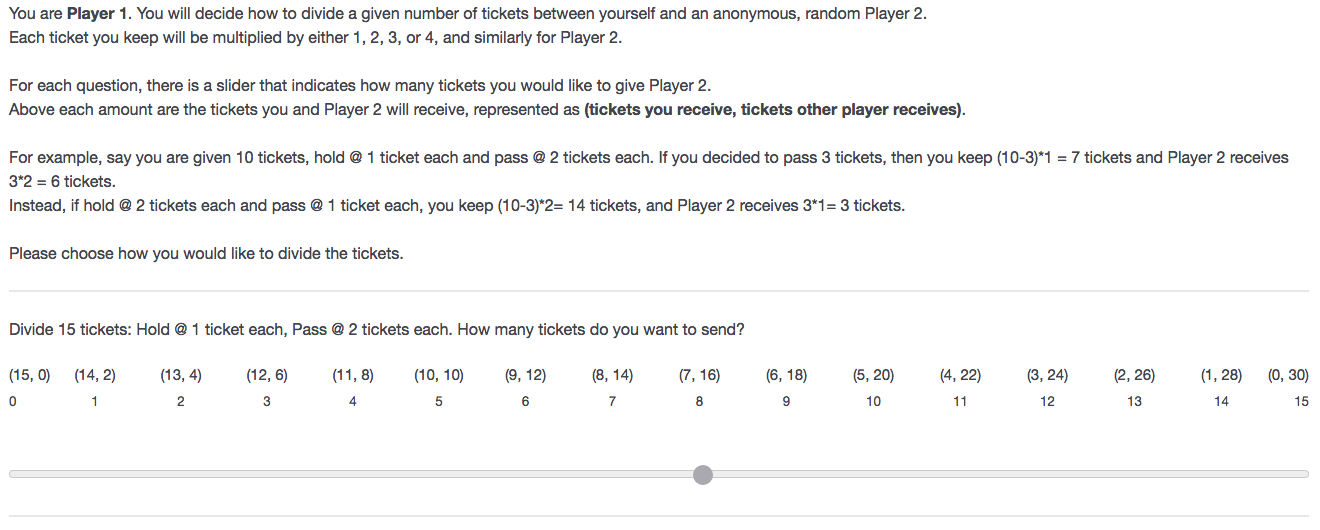 You are Player 1. You will decide how to divide a given number of tickets between yourself and an anonymous, random Player 2.
Each ticket you keep will be multiplied by either 1, 2, 3, or 4, and similarly for Player 2.
For each question, there is a slider that indicates how many tickets you would like to give Player 2.
Above each amount are the tickets you and Player 2 will receive, represented as (tickets you receive, tickets other player receives).
For example, say you are given 10 tickets, hold @ 1 ticket each and pass @ 2 tickets each. If you decided to pass 3 tickets, then you keep (10-3)*1 = 7 tickets and Player 2 receives
3*2 = 6 tickets.
Instead, if hold @ 2 tickets each and pass @ 1 ticket each, you keep (10-3)*2= 14 tickets, and Player 2 receives 3*1= 3 tickets.
Please choose how you would like to divide the tickets.
Divide 15 tickets: Hold @ 1 ticket each, Pass @ 2 tickets each. How many tickets do you want to send?
(15, 0) (14, 2) (13, 4) (12, 6) (11, 8) (10, 10) (9, 12) (8, 14) (7, 16) (6, 18) (5, 20) (4, 22) (3, 24) (2, 26) (1, 28) (0, 30)
0 1 2 3 4 5 6 7 8 9 10 11 12 13 14 15